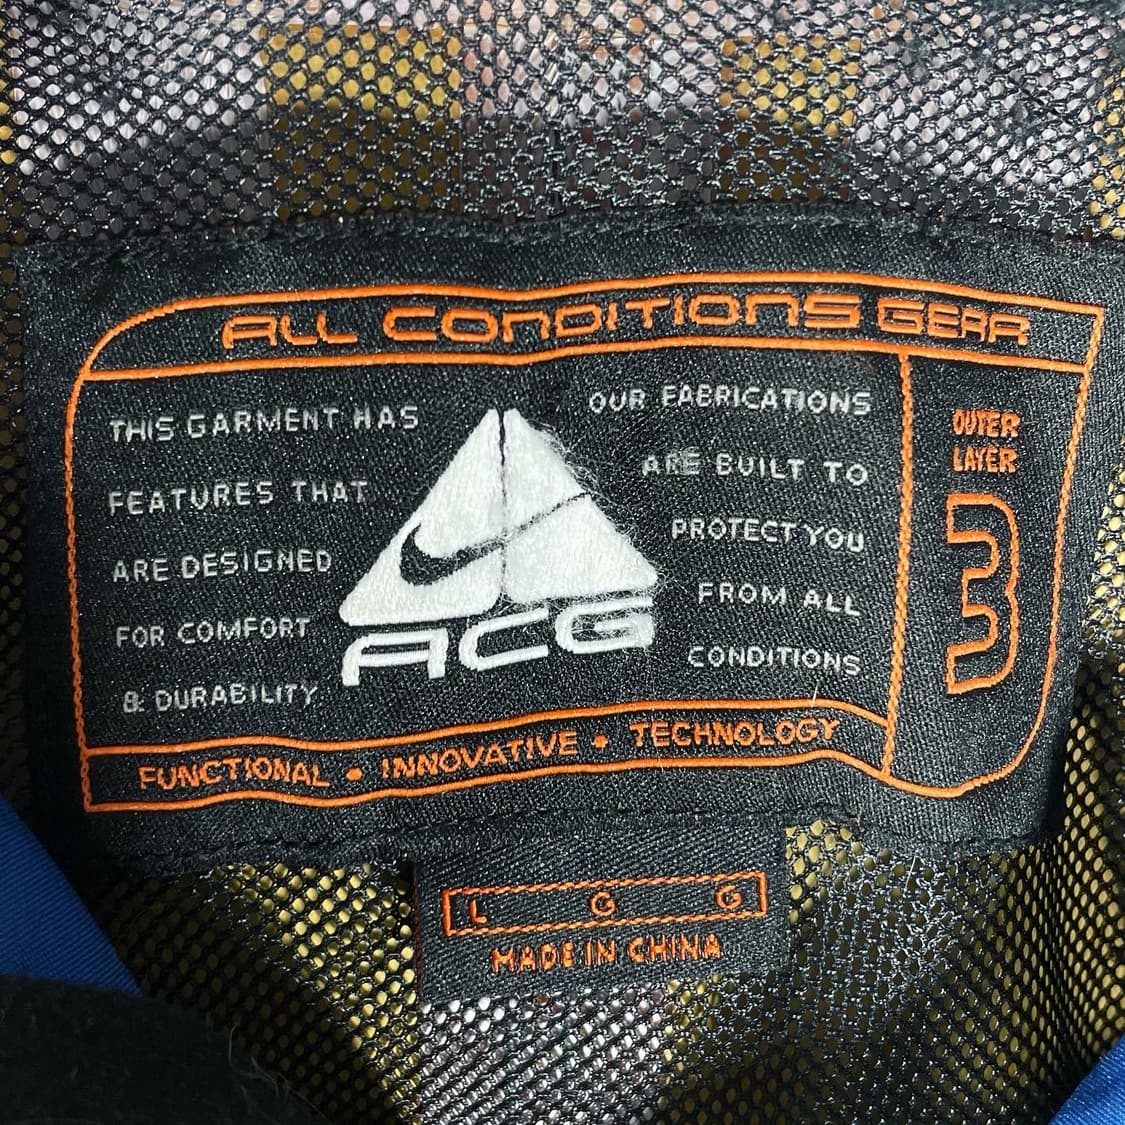 ALL CONDITIONS GEAR
THIS GARMENT HAS
FEATURES THAT
ARE DESIGNED
FOR COMFORT
& DURABILITY
ACG
OUR FABRICATIONS
ARE BUILT TO
PROTECT YOU
FROM ALL
CONDITIONS
OUTER
LAYER
3
FUNCTIONAL • INNOVATIVE • TECHNOLOGY
L G G
MADE IN CHINA